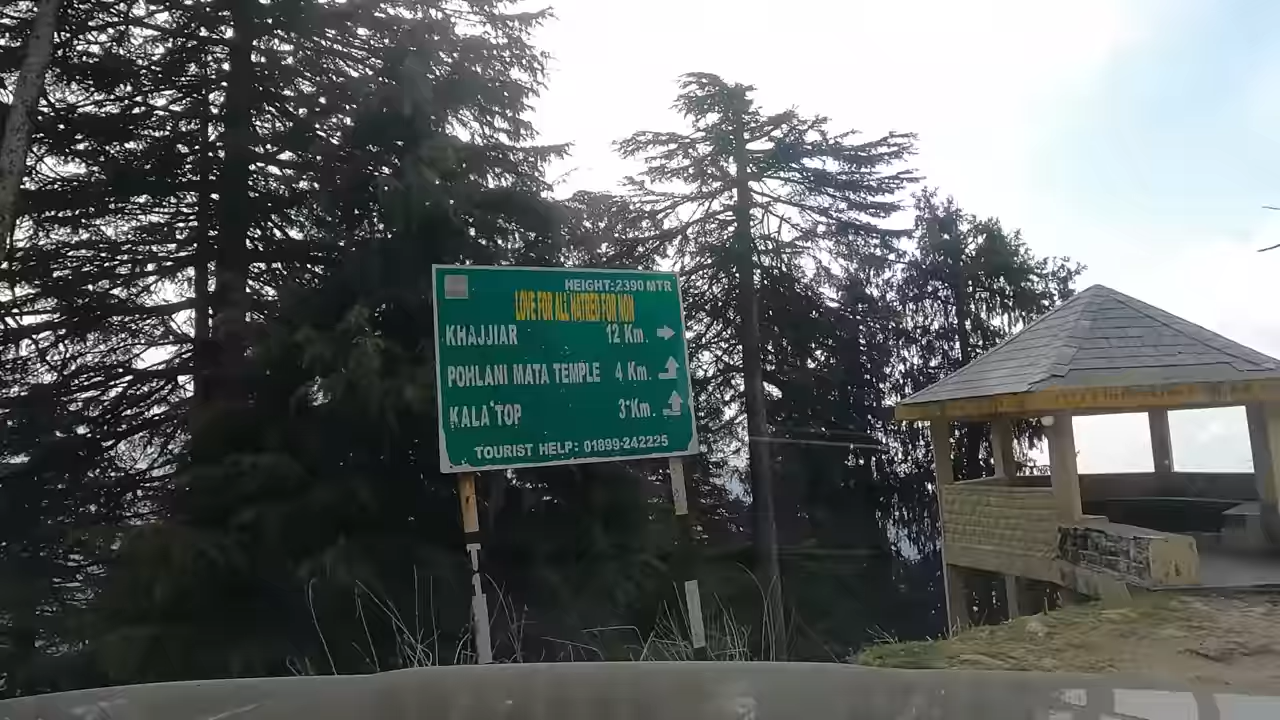 HEIGHT:2390 MTR
LOVE FOR ALL HATRED FOR NON
KHAJJIAR 12 Km.
POHLANI MATA TEMPLE 4 Km.
KALA TOP 3 Km.
TOURIST HELP: 01899-242225